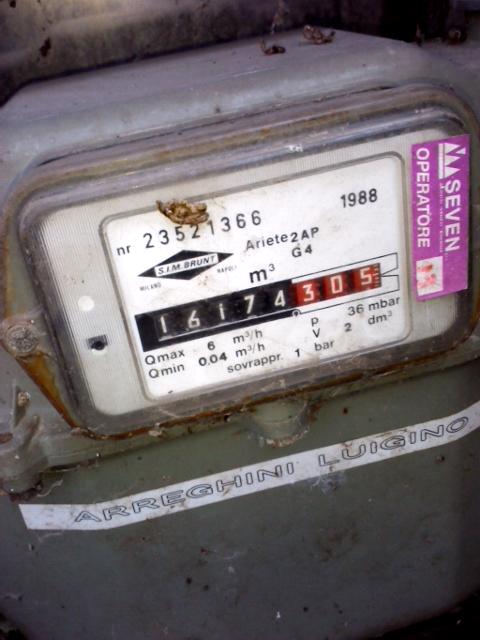 nr 23521366 1988
S.I.M. BRUNT
MILANO NAPOLI
Ariete 2AP
G4
m³
16174305
Qmax 6 m³/h p 36 mbar
Qmin 0.04 m³/h V 2 dm³
sovrappr. 1 bar
SEVEN
OPERATORE
ARREGHINI LUIGINO